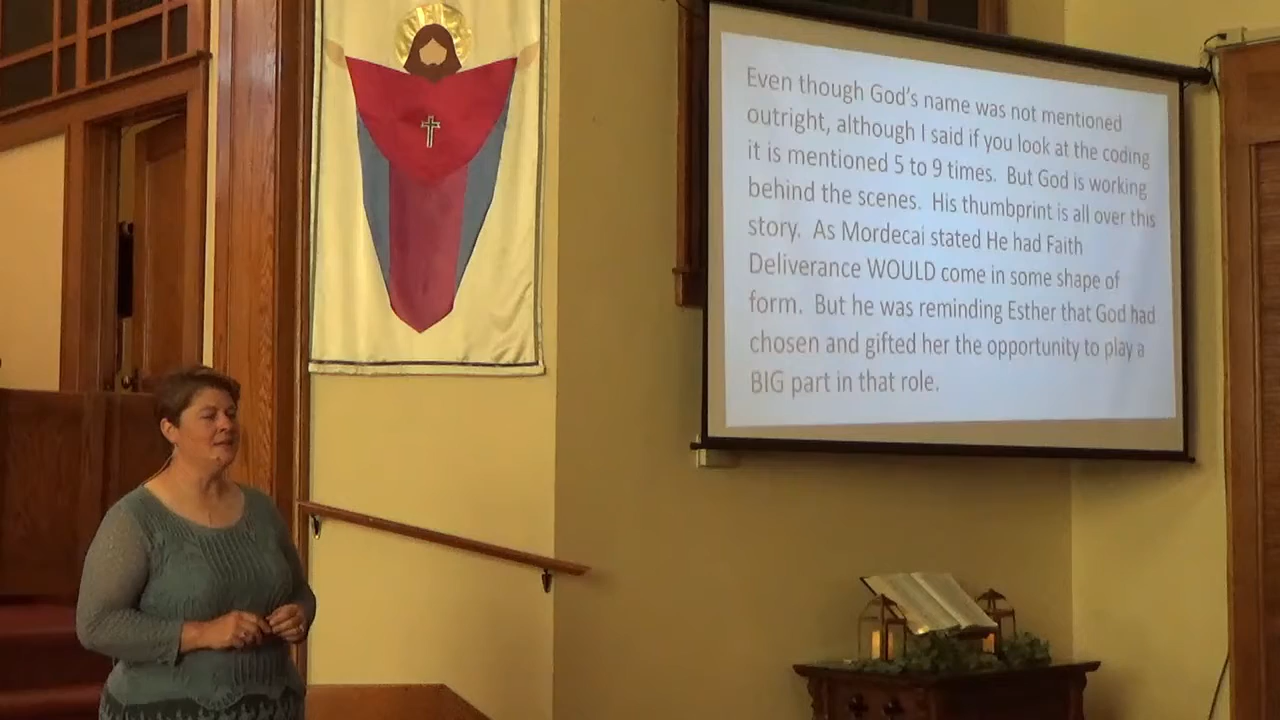 Even though God's name was not mentioned
outright, although I said if you look at the coding
it is mentioned 5 to 9 times.  But God is working
behind the scenes.  His thumbprint is all over this
story.  As Mordecai stated He had Faith
Deliverance WOULD come in some shape of
form.  But he was reminding Esther that God had
chosen and gifted her the opportunity to play a
BIG part in that role.